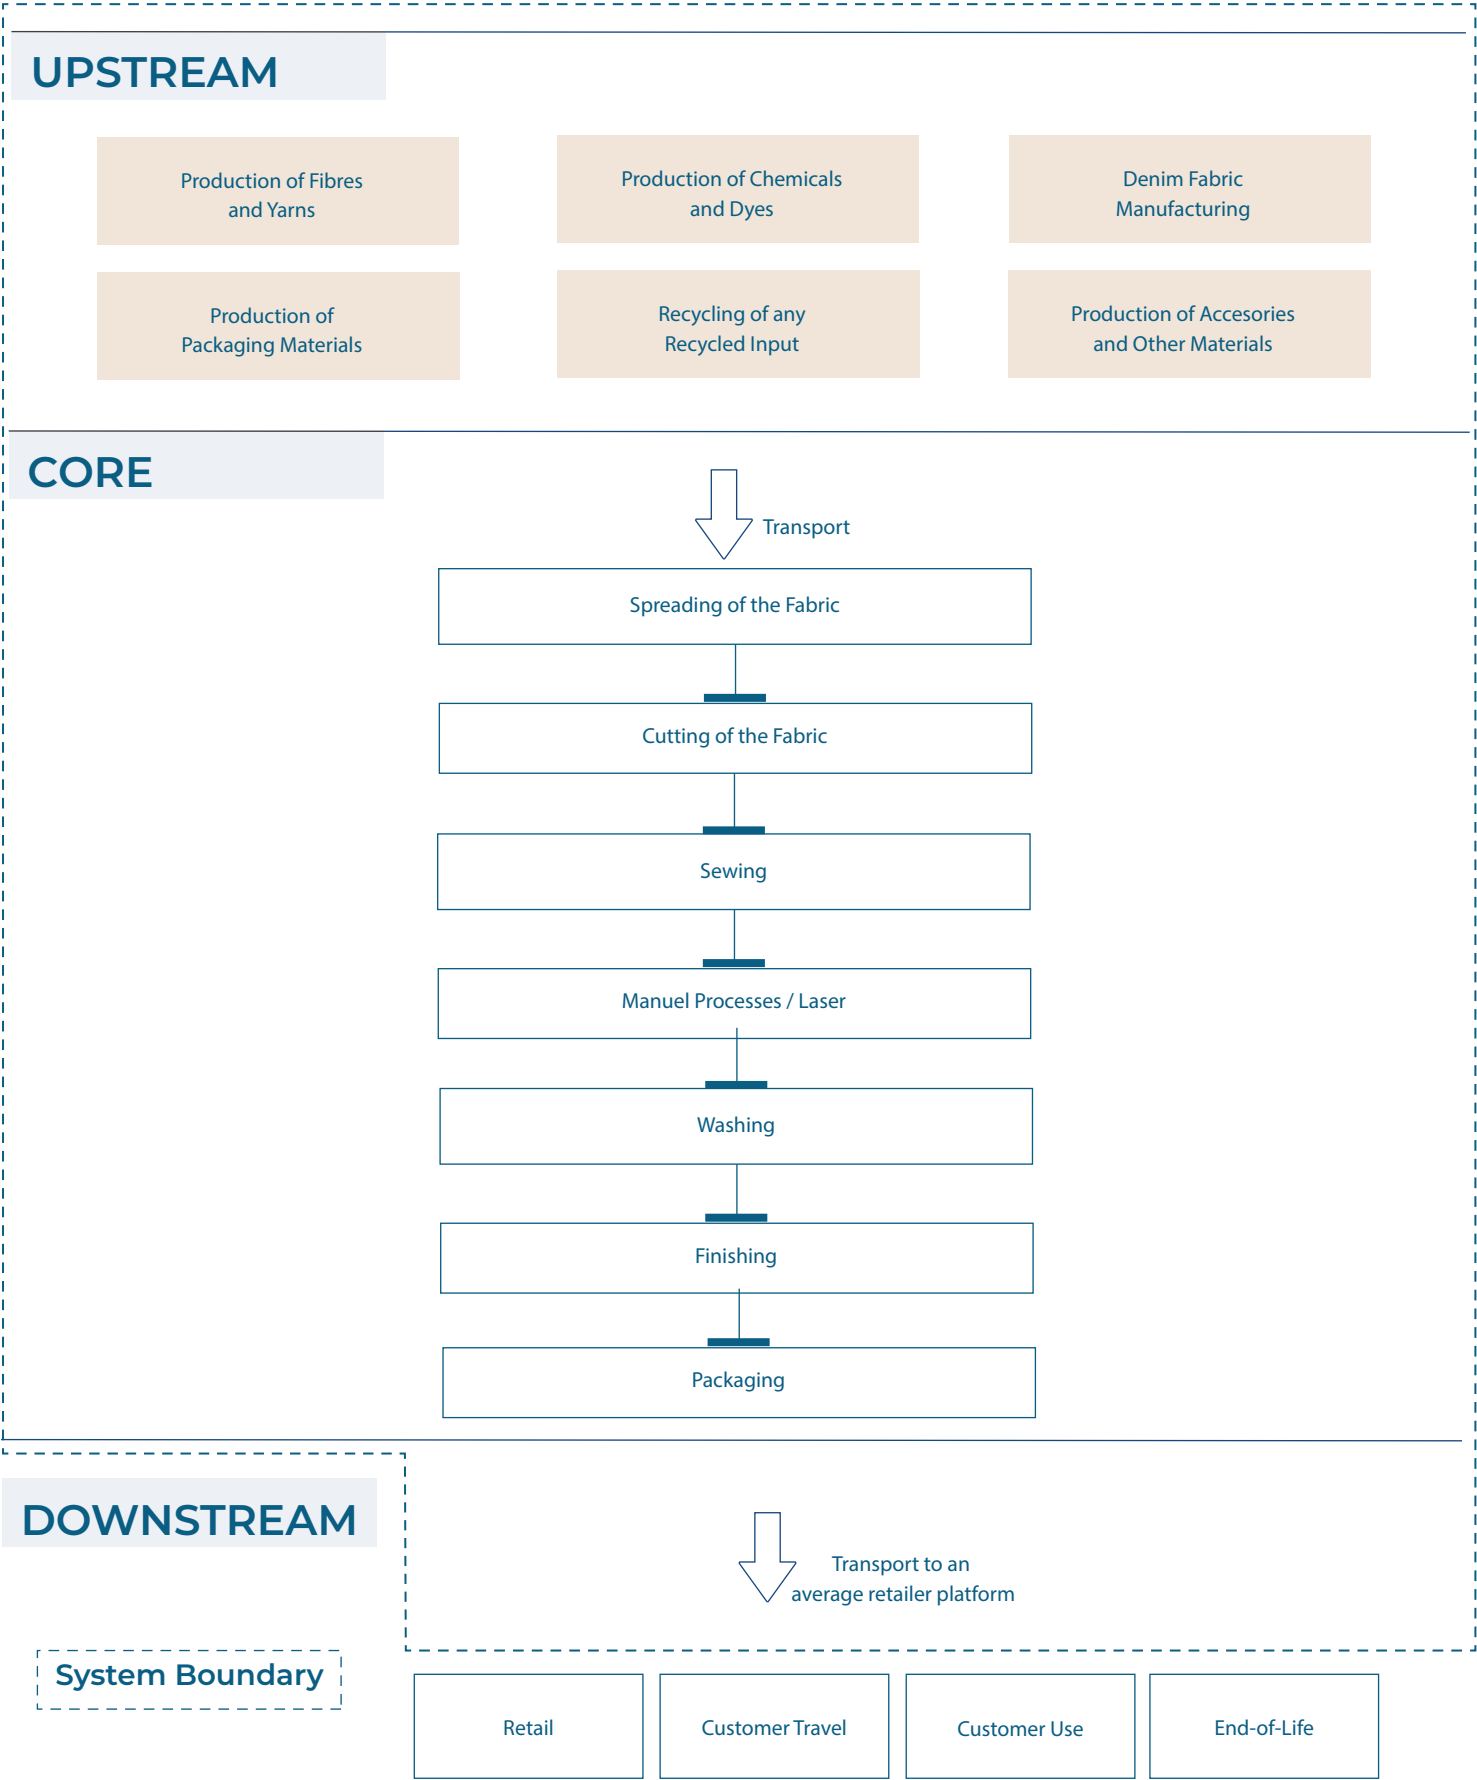 UPSTREAM
Production of Fibres
and Yarns
Production of Chemicals
and Dyes
Denim Fabric
Manufacturing
Production of
Packaging Materials
Recycling of any
Recycled Input
Production of Accesories
and Other Materials
CORE
Transport
Spreading of the Fabric
Cutting of the Fabric
Sewing
Manuel Processes / Laser
Washing
Finishing
Packaging
DOWNSTREAM
Transport to an
average retailer platform
System Boundary
Retail
Customer Travel
Customer Use
End-of-Life